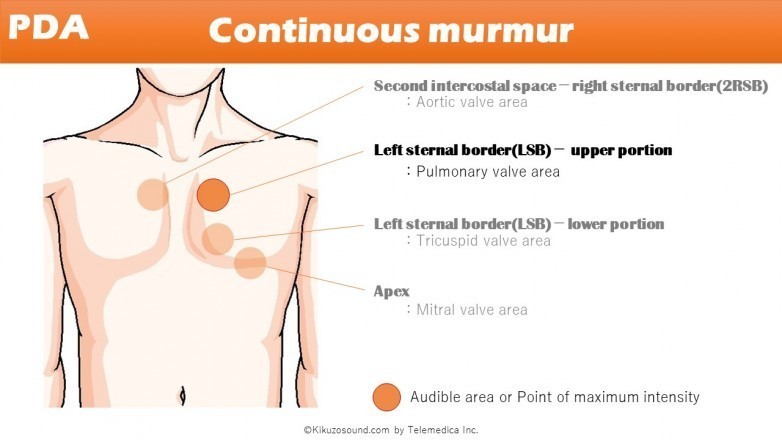 PDA
Continuous murmur
Second intercostal space－right sternal border(2RSB)
：Aortic valve area
Left sternal border(LSB)－ upper portion
：Pulmonary valve area
Left sternal border(LSB)－lower portion
：Tricuspid valve area
Apex
：Mitral valve area
Audible area or Point of maximum intensity
©Kikuzosound.com by Telemedica Inc.